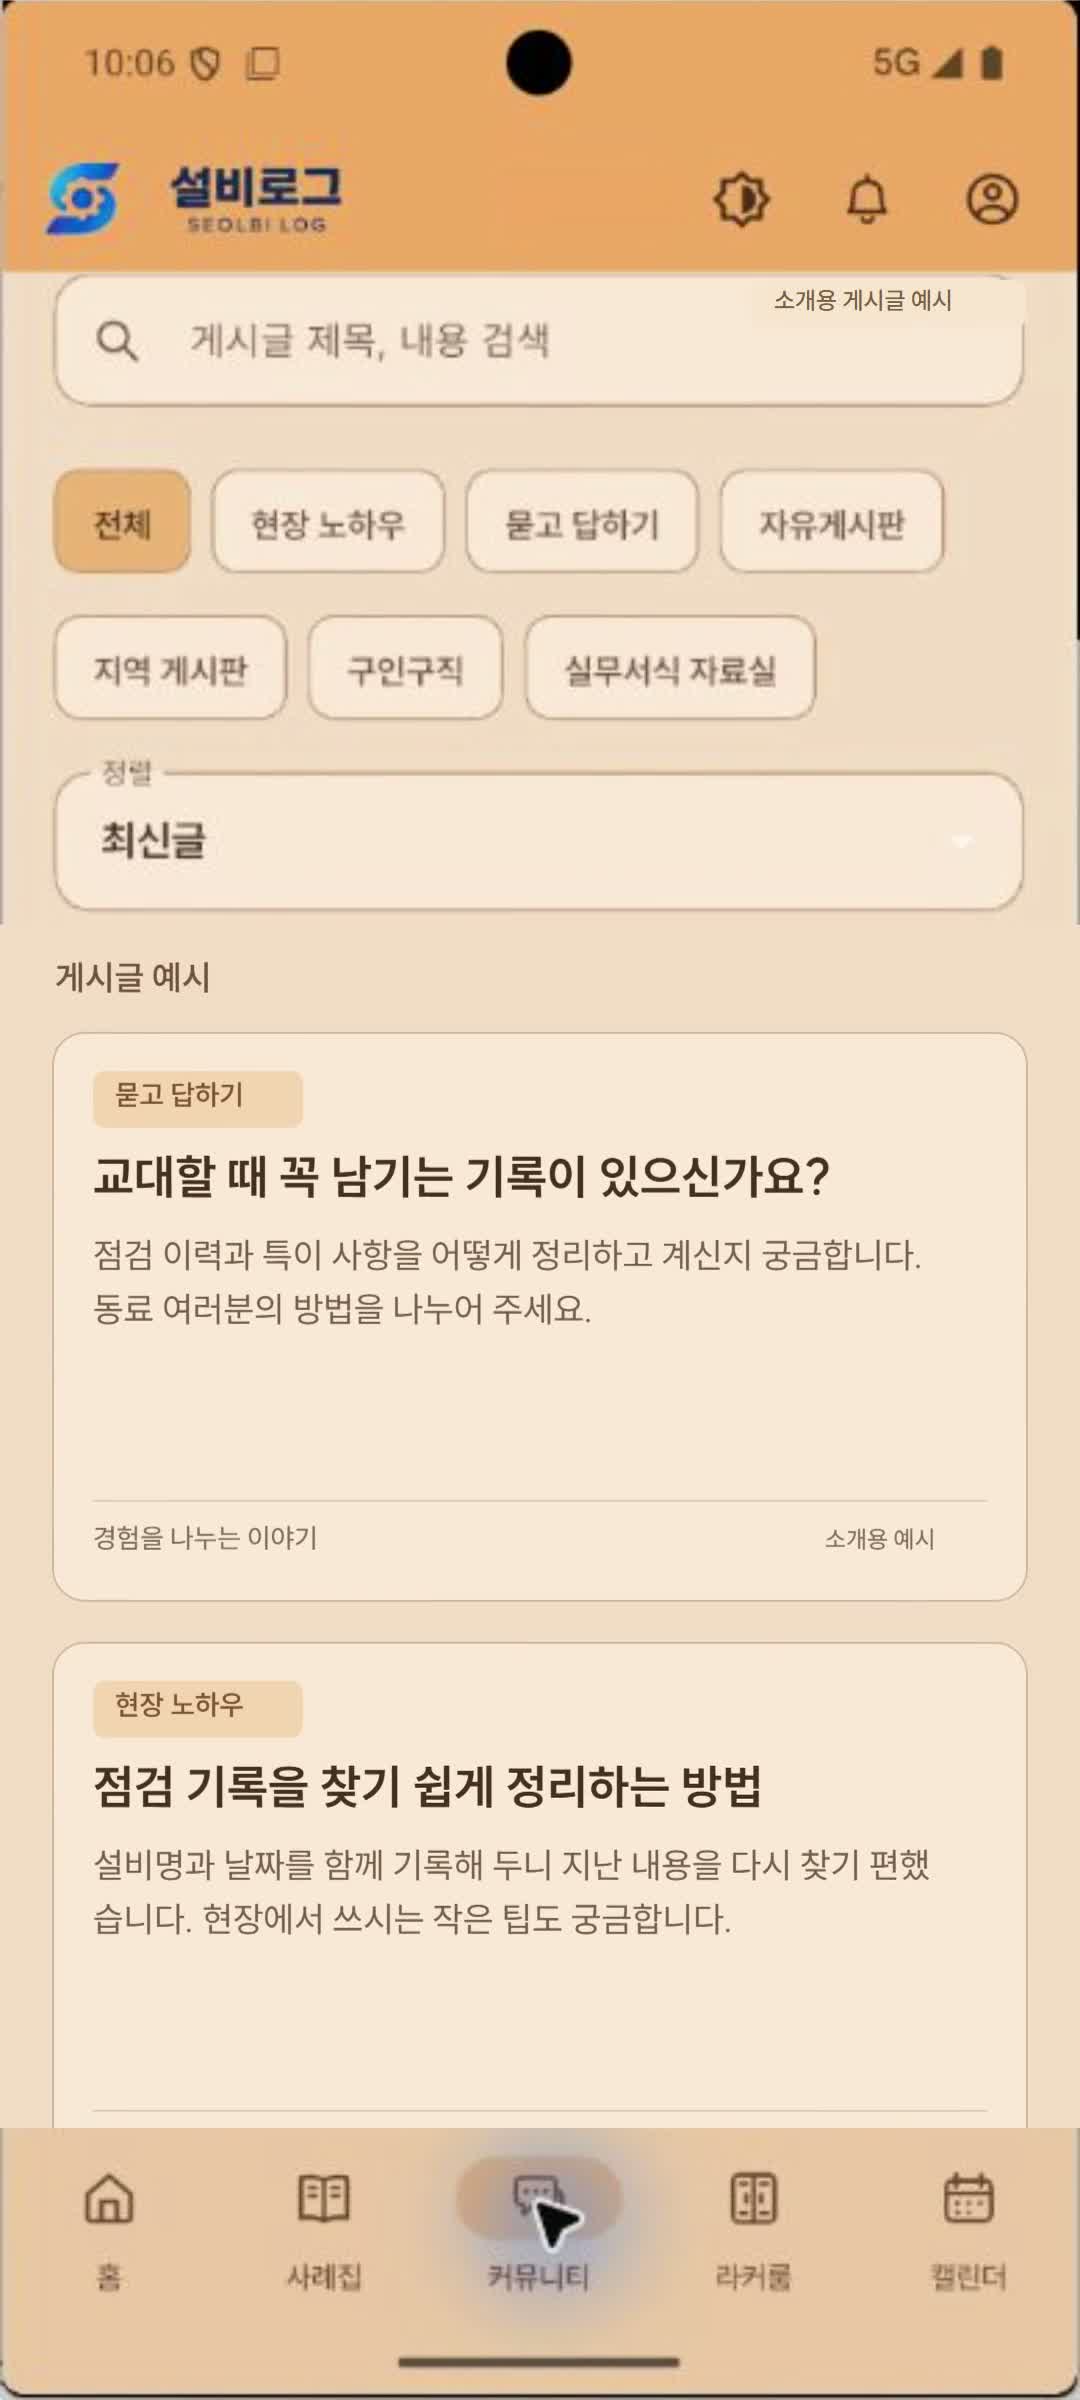 10:06
5G
설비로그
SEOLBI LOG
소개용 게시글 예시
게시글 제목, 내용 검색
전체
현장 노하우
묻고 답하기
자유게시판
지역 게시판
구인구직
실무서식 자료실
정렬
최신글
게시글 예시
묻고 답하기
교대할 때 꼭 남기는 기록이 있으신가요?
점검 이력과 특이 사항을 어떻게 정리하고 계신지 궁금합니다.
동료 여러분의 방법을 나누어 주세요.
경험을 나누는 이야기
소개용 예시
현장 노하우
점검 기록을 찾기 쉽게 정리하는 방법
설비명과 날짜를 함께 기록해 두니 지난 내용을 다시 찾기 편했
습니다. 현장에서 쓰시는 작은 팁도 궁금합니다.
홈
사례집
커뮤니티
라커룸
캘린더